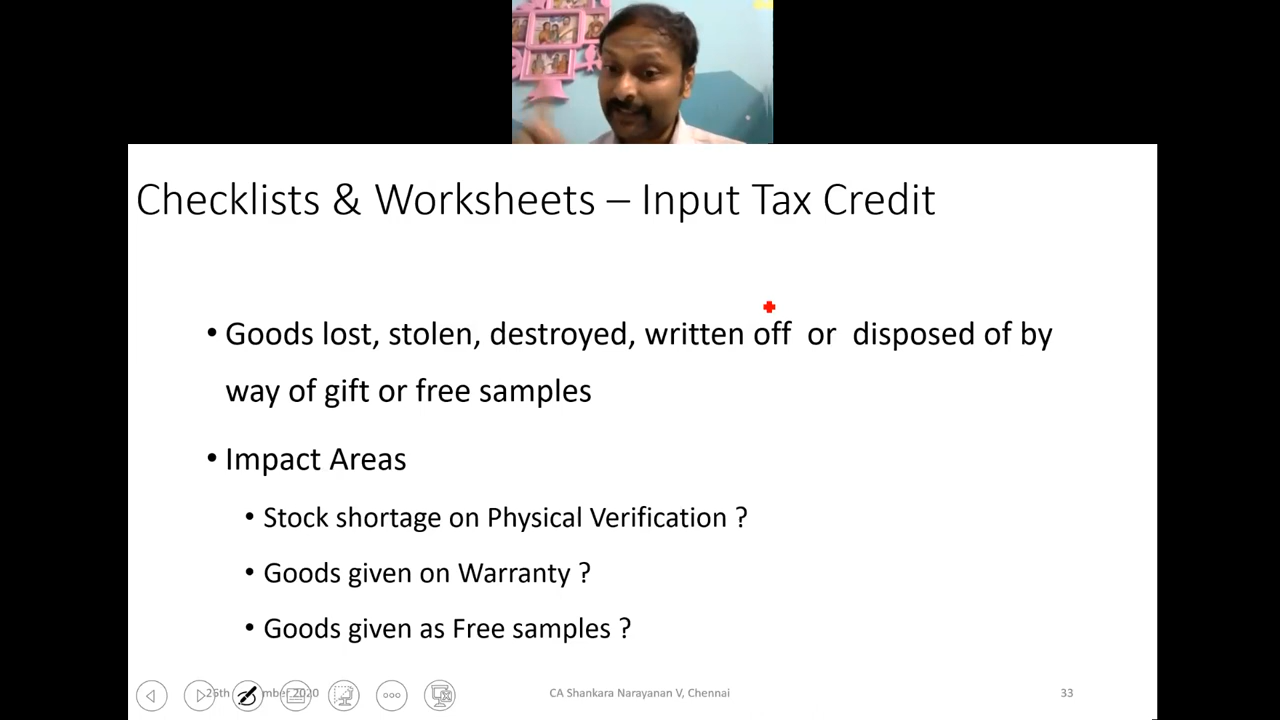 Checklists & Worksheets – Input Tax Credit
• Goods lost, stolen, destroyed, written off or disposed of by
way of gift or free samples
• Impact Areas
• Stock shortage on Physical Verification ?
• Goods given on Warranty ?
• Goods given as Free samples ?
2020
CA Shankara Narayanan V, Chennai
33